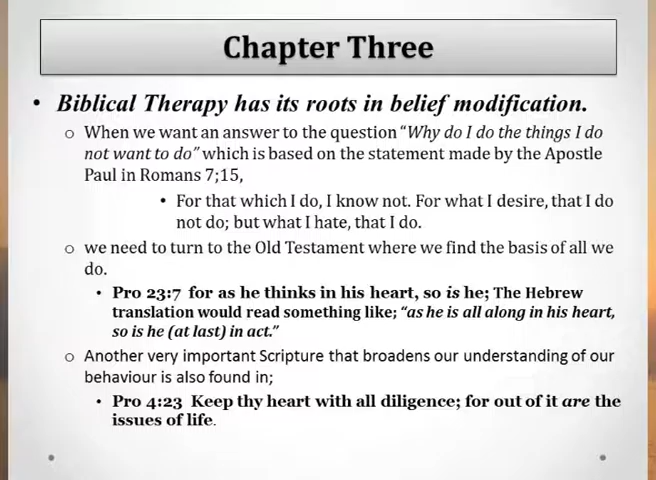 Chapter Three
• Biblical Therapy has its roots in belief modification.
o When we want an answer to the question "Why do I do the things I do
not want to do" which is based on the statement made by the Apostle
Paul in Romans 7;15,
• For that which I do, I know not. For what I desire, that I do
not do; but what I hate, that I do.
o we need to turn to the Old Testament where we find the basis of all we
do.
• Pro 23:7 for as he thinks in his heart, so is he; The Hebrew
translation would read something like; "as he is all along in his heart,
so is he (at last) in act."
o Another very important Scripture that broadens our understanding of our
behaviour is also found in;
• Pro 4:23 Keep thy heart with all diligence; for out of it are the
issues of life.